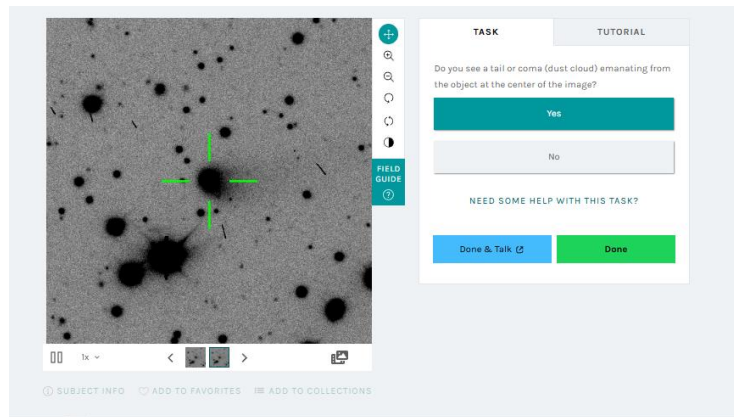 TASK
TUTORIAL
Do you see a tail or coma (dust cloud) emanating from
the object at the center of the image?
Yes
No
FIELD
GUIDE
NEED SOME HELP WITH THIS TASK?
Done & Talk
Done
1x
SUBJECT INFO
ADD TO FAVORITES
ADD TO COLLECTIONS